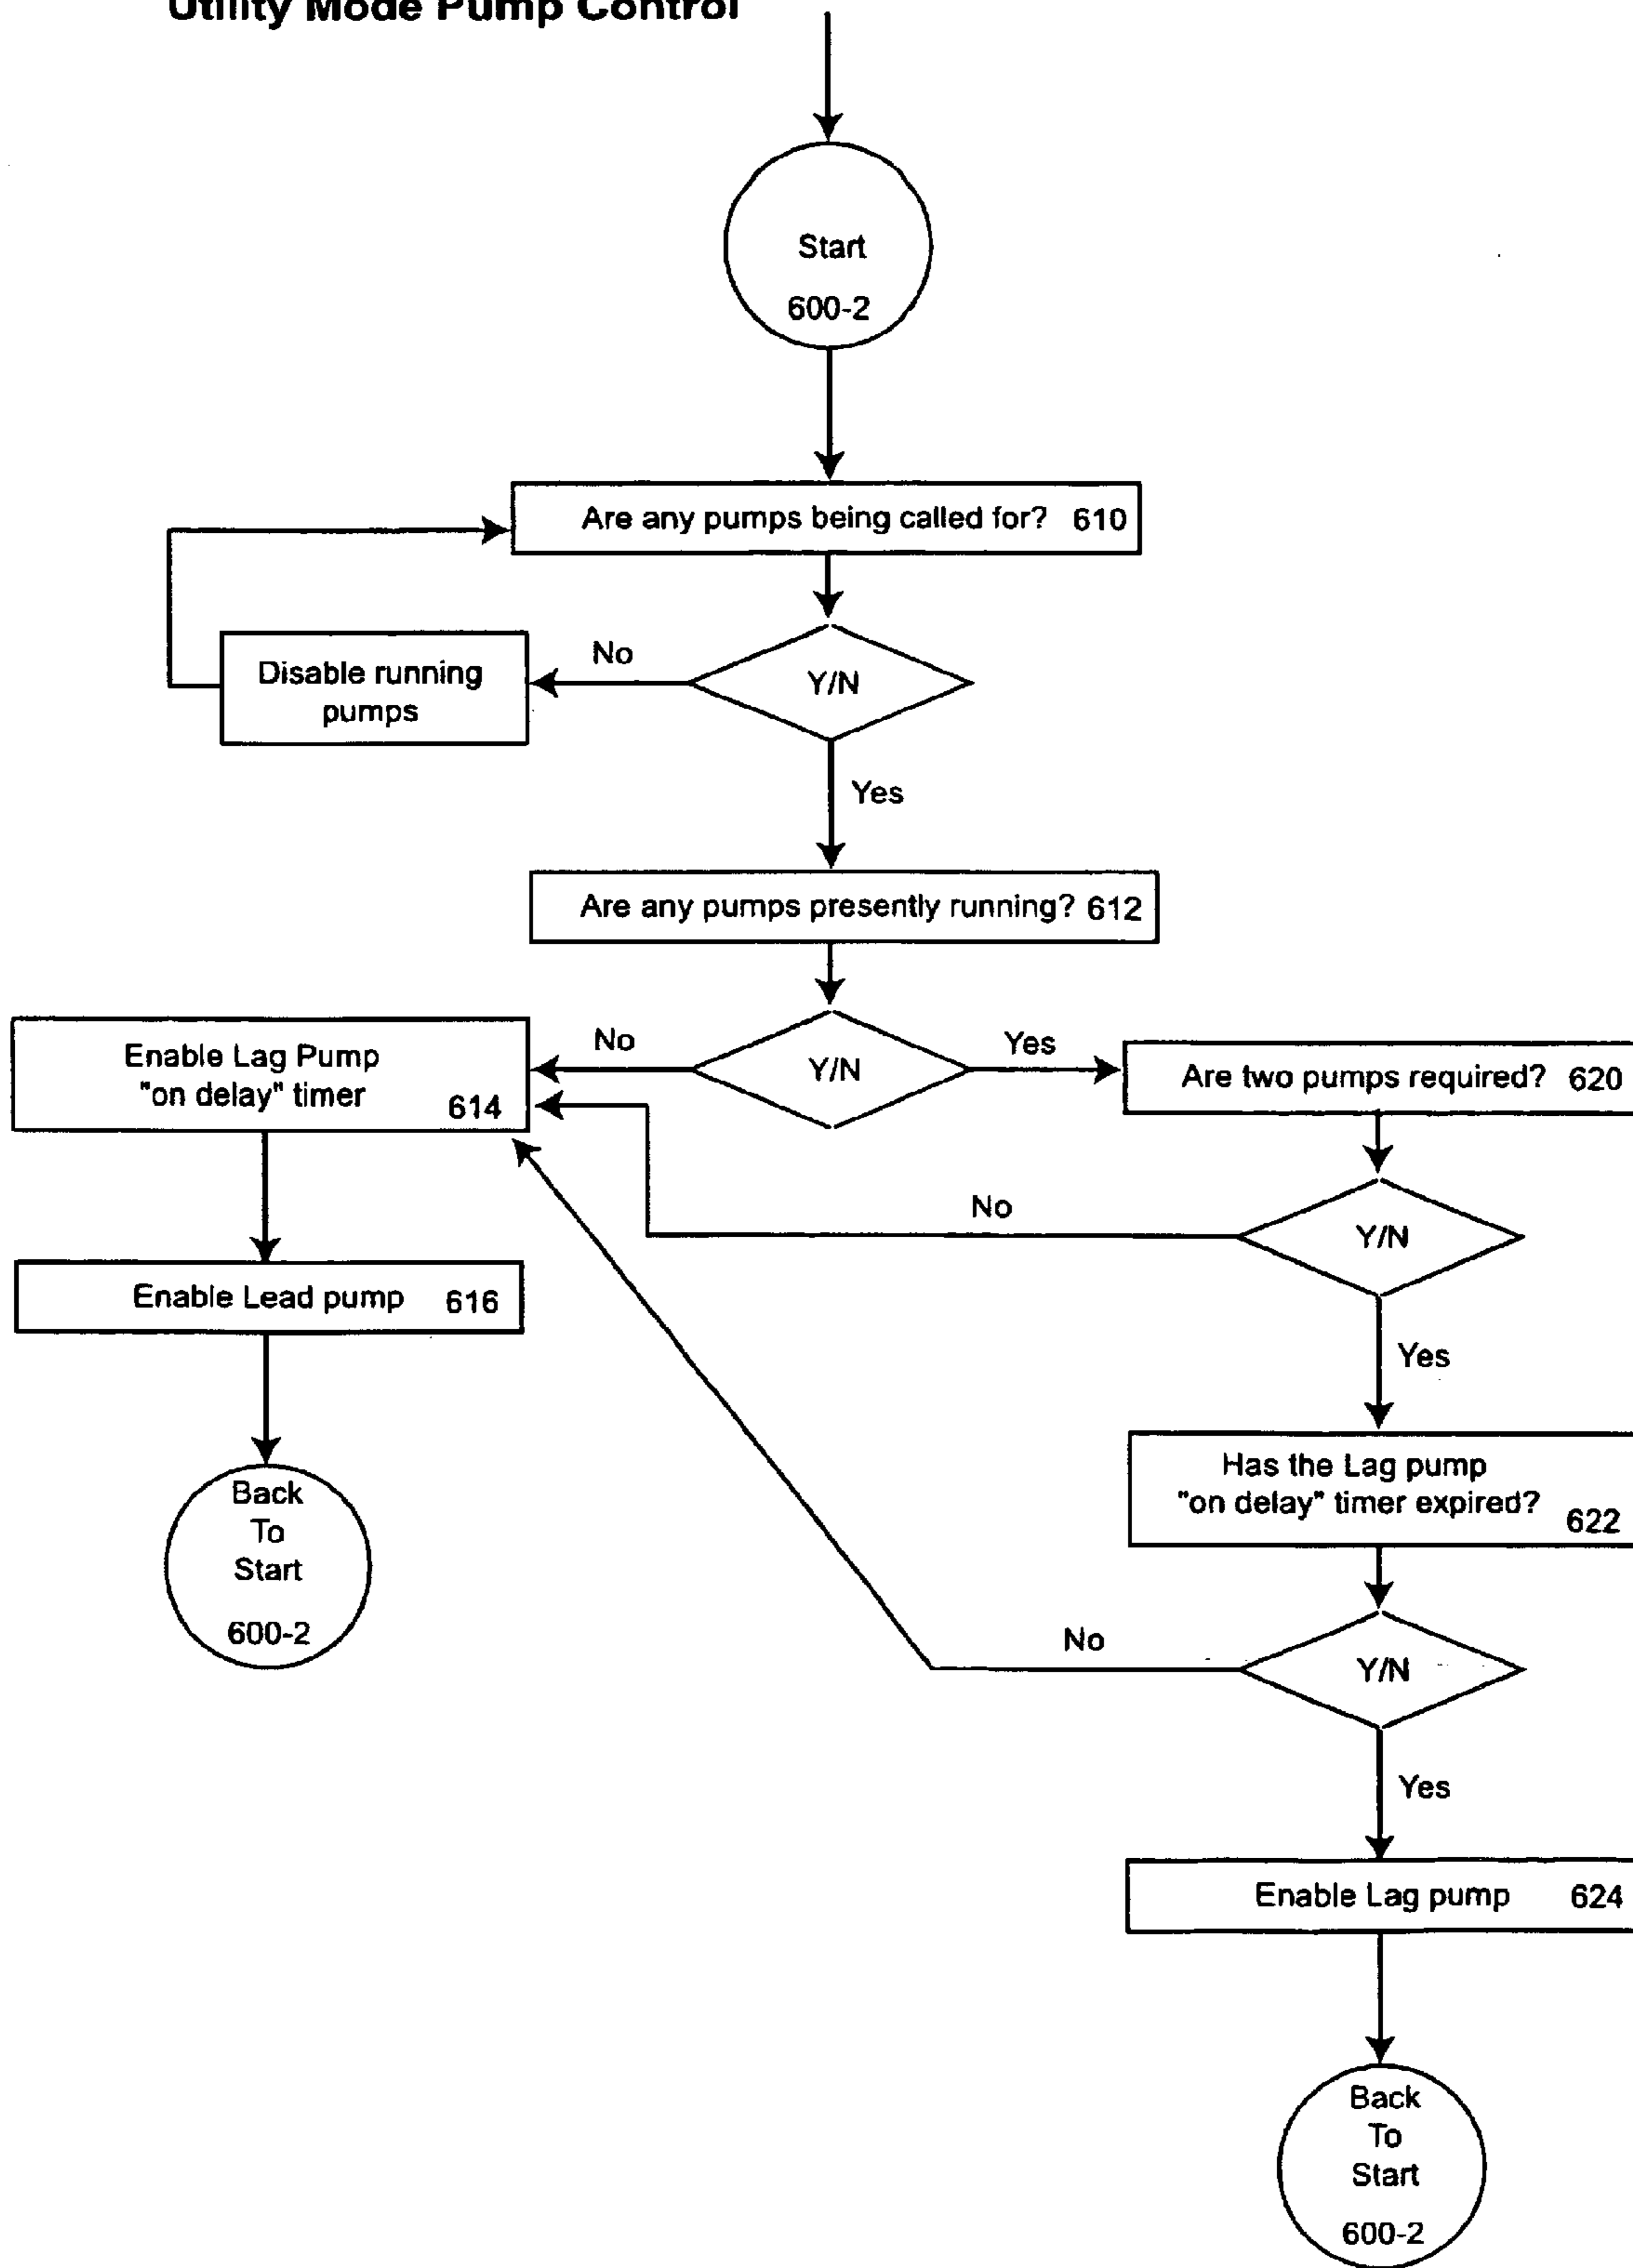 Utility Mode Pump Control
Start
600-2
Are any pumps being called for? 610
Y/N
No
Disable running
pumps
Yes
Are any pumps presently running? 612
Y/N
No
Yes
Enable Lag Pump
"on delay" timer
614
Are two pumps required? 620
Y/N
No
Enable Lead pump 616
Yes
Back
To
Start
600-2
Has the Lag pump
"on delay" timer expired?
622
Y/N
No
Yes
Enable Lag pump 624
Back
To
Start
600-2